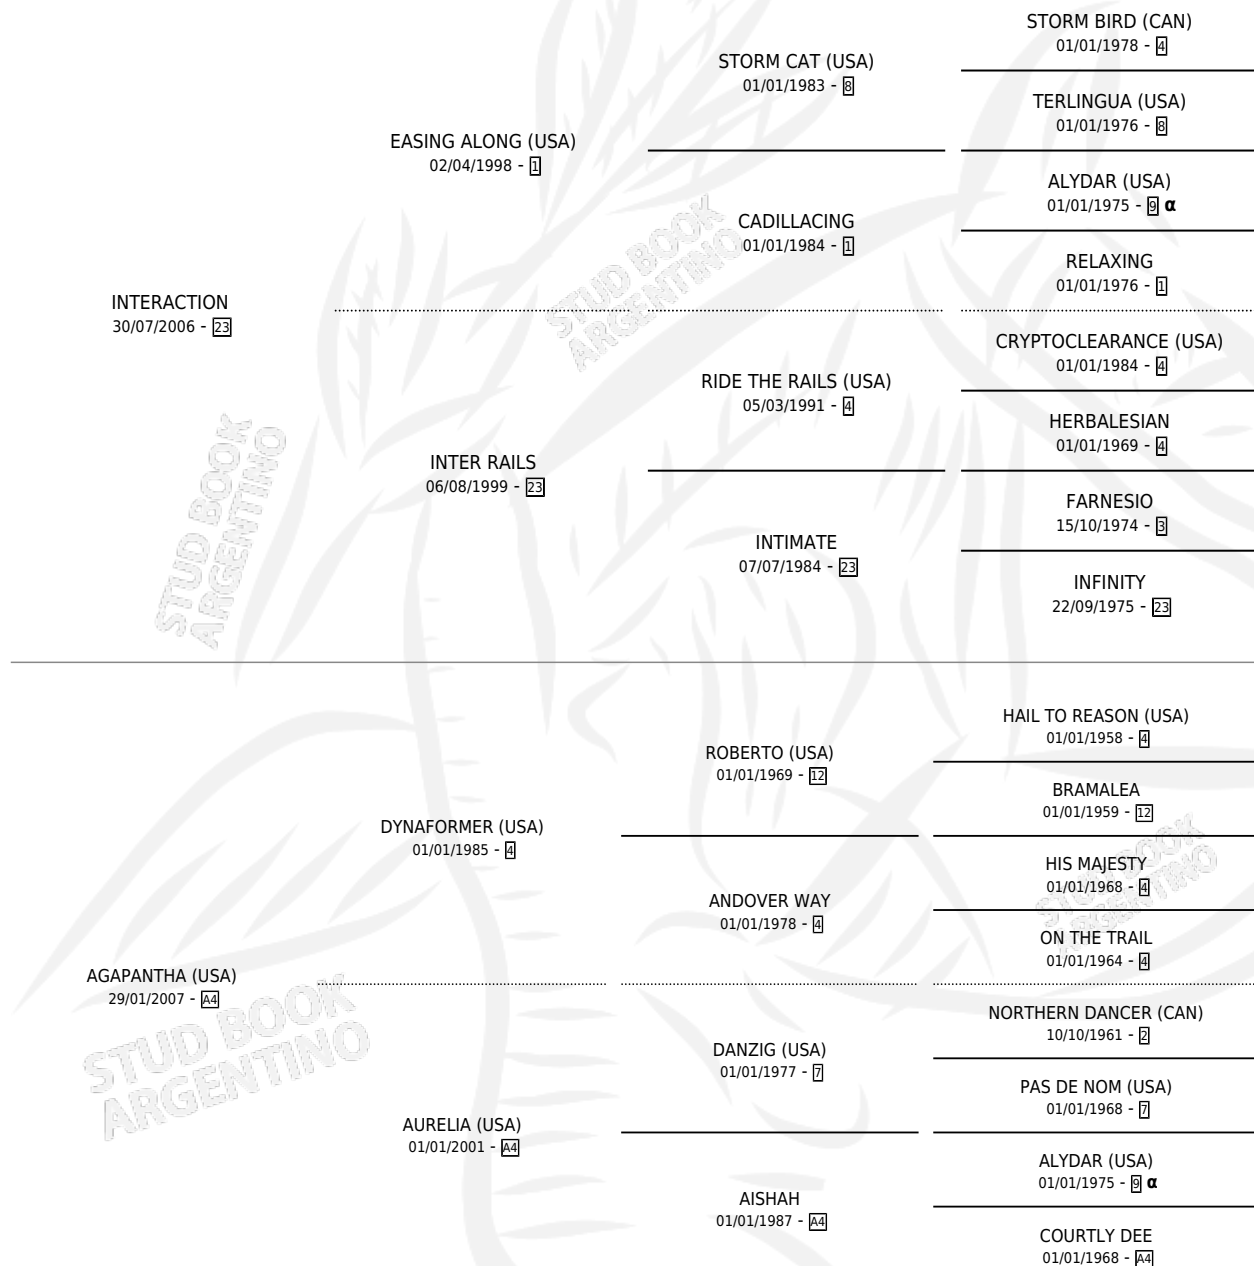 STORM BIRD (CAN)
01/01/1978 - 4
STORM CAT (USA)
01/01/1983 - 8
TERLINGUA (USA)
01/01/1976 - 8
EASING ALONG (USA)
02/04/1998 - 1
ALYDAR (USA)
01/01/1975 - 9 α
CADILLACING
01/01/1984 - 1
RELAXING
01/01/1976 - 1
INTERACTION
30/07/2006 - 23
CRYPTOCLEARANCE (USA)
01/01/1984 - 4
RIDE THE RAILS (USA)
05/03/1991 - 4
HERBALESIAN
01/01/1969 - 4
INTER RAILS
06/08/1999 - 23
FARNESIO
15/10/1974 - 3
INTIMATE
07/07/1984 - 23
INFINITY
22/09/1975 - 23
HAIL TO REASON (USA)
01/01/1958 - 4
ROBERTO (USA)
01/01/1969 - 12
BRAMALEA
01/01/1959 - 12
DYNAFORMER (USA)
01/01/1985 - 4
HIS MAJESTY
01/01/1968 - 4
ANDOVER WAY
01/01/1978 - 4
ON THE TRAIL
01/01/1964 - 4
AGAPANTHA (USA)
29/01/2007 - A4
NORTHERN DANCER (CAN)
10/10/1961 - 2
DANZIG (USA)
01/01/1977 - 7
PAS DE NOM (USA)
01/01/1968 - 7
AURELIA (USA)
01/01/2001 - A4
ALYDAR (USA)
01/01/1975 - 9 α
AISHAH
01/01/1987 - A4
COURTLY DEE
01/01/1968 - A4
STUD BOOK
ARGENTINO
STUD BOOK
ARGENTINO
STUD BOOK
ARGENTINO
STUD BOOK
ARGENTINO